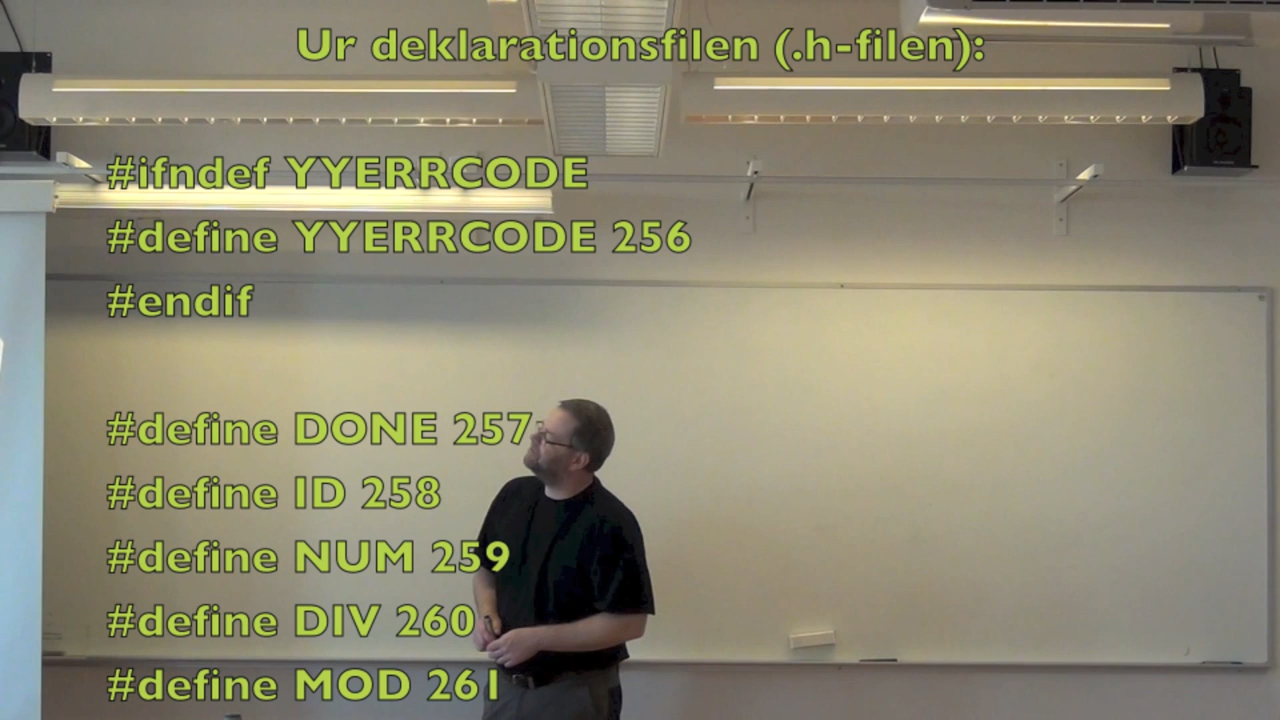 Ur deklarationsfilen (.h-filen):
#ifndef YYERRCODE
#define YYERRCODE 256
#endif
#define DONE 257
#define ID 258
#define NUM 259
#define DIV 260
#define MOD 261